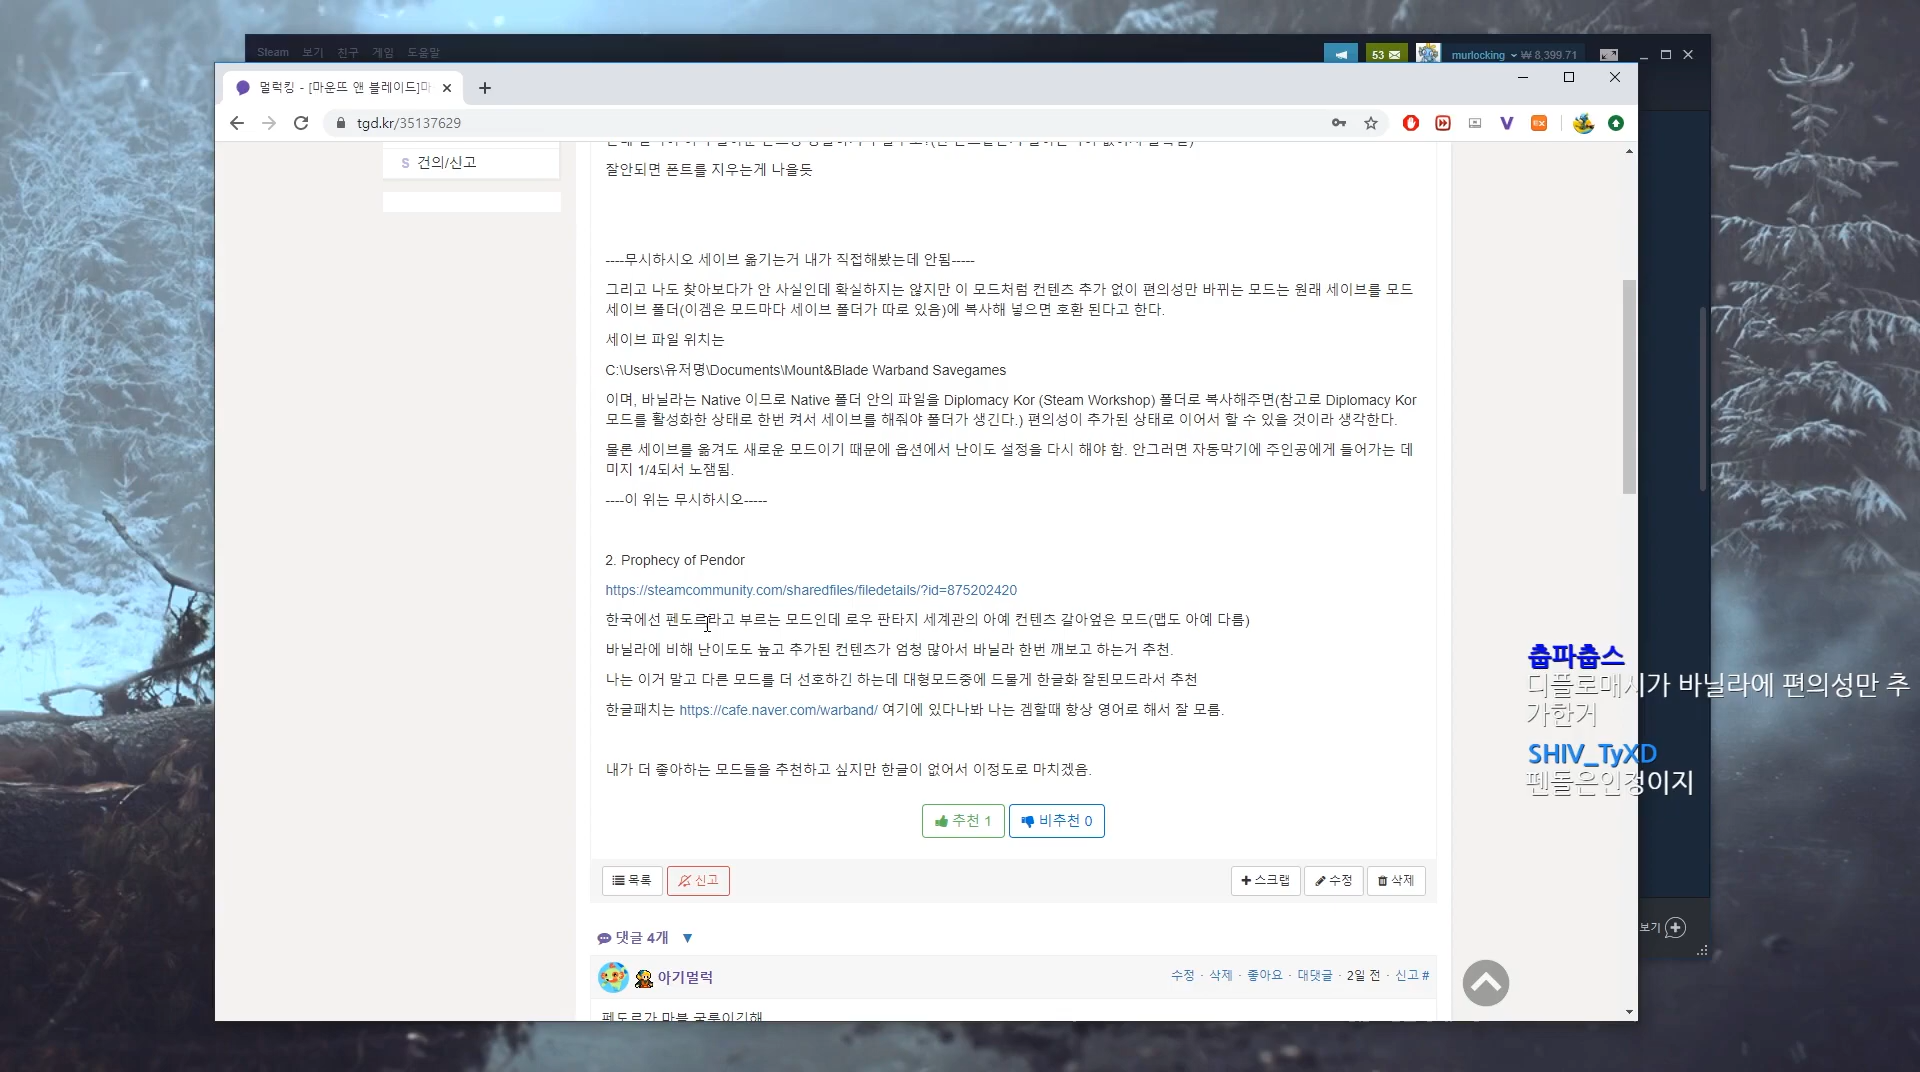 Steam 보기 친구 게임 도움말
53 murlocking ₩ 8,399.71
멀럭킹 - [마운뜨 앤 블레이드]마
tgd.kr/35137629
S 건의/신고
잘안되면 폰트를 지우는게 나을듯
----무시하시오 세이브 옮기는거 내가 직접해봤는데 안됨-----
그리고 나도 찾아보다가 안 사실인데 확실하지는 않지만 이 모드처럼 컨텐츠 추가 없이 편의성만 바뀌는 모드는 원래 세이브를 모드
세이브 폴더(이겜은 모드마다 세이브 폴더가 따로 있음)에 복사해 넣으면 호환 된다고 한다.
세이브 파일 위치는
C:\Users\유저명\Documents\Mount&Blade Warband Savegames
이며, 바닐라는 Native 이므로 Native 폴더 안의 파일을 Diplomacy Kor (Steam Workshop) 폴더로 복사해주면(참고로 Diplomacy Kor
모드를 활성화한 상태로 한번 켜서 세이브를 해줘야 폴더가 생긴다.) 편의성이 추가된 상태로 이어서 할 수 있을 것이라 생각한다.
물론 세이브를 옮겨도 새로운 모드이기 때문에 옵션에서 난이도 설정을 다시 해야 함. 안그러면 자동막기에 주인공에게 들어가는 데
미지 1/4되서 노잼됨.
----이 위는 무시하시오-----
2. Prophecy of Pendor
https://steamcommunity.com/sharedfiles/filedetails/?id=875202420
한국에선 펜도르라고 부르는 모드인데 로우 판타지 세계관의 아예 컨텐츠 갈아엎은 모드(맵도 아예 다름)
바닐라에 비해 난이도도 높고 추가된 컨텐츠가 엄청 많아서 바닐라 한번 깨보고 하는거 추천.
나는 이거 말고 다른 모드를 더 선호하긴 하는데 대형모드중에 드물게 한글화 잘된모드라서 추천
한글패치는 https://cafe.naver.com/warband/ 여기에 있다나봐 나는 겜할때 항상 영어로 해서 잘 모름.
내가 더 좋아하는 모드들을 추천하고 싶지만 한글이 없어서 이정도로 마치겠음.
추천 1 비추천 0
목록 신고 스크랩 수정 삭제
댓글 4개
아기멀럭 수정 · 삭제 · 좋아요 · 대댓글 · 2일 전 · 신고 #
춥파춥스
디플로매시가 바닐라에 편의성만 추
가한거
SHIV_TyXD
펜돌은인정이지
보기